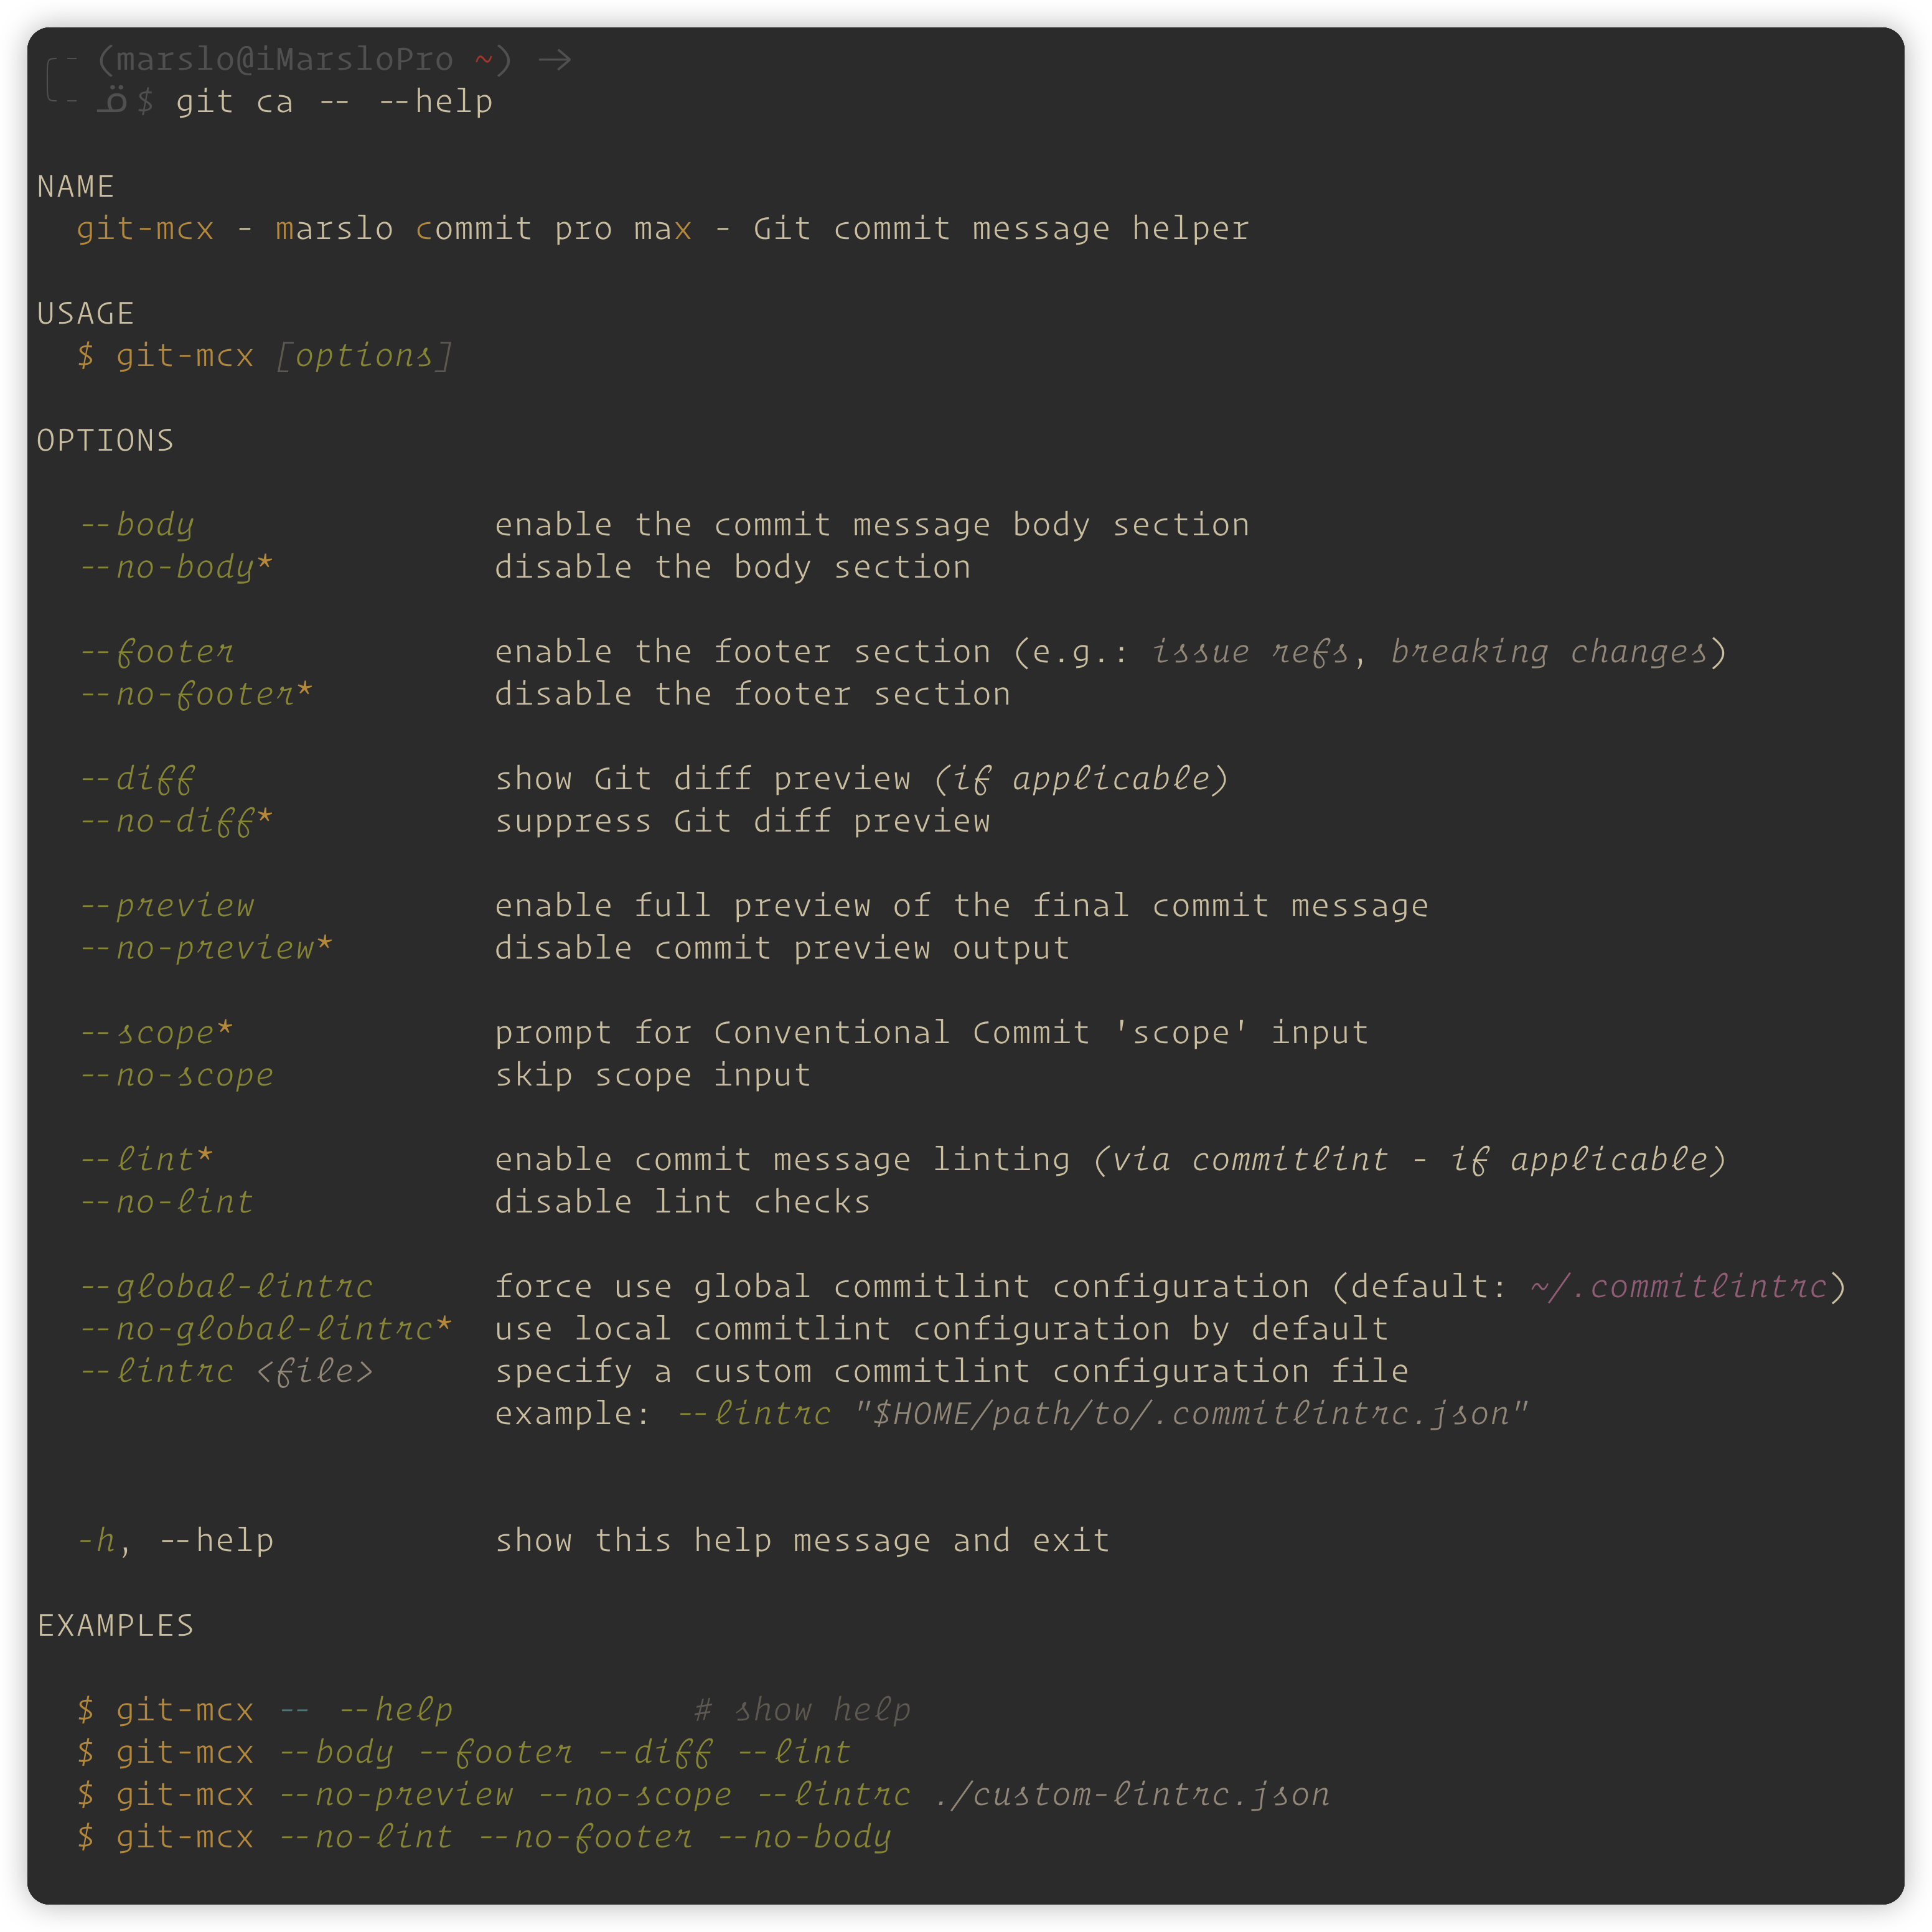 (marslo@iMarsloPro ~) →
$ git ca -- --help
NAME
git-mcx - marslo commit pro max - Git commit message helper
USAGE
$ git-mcx [options]
OPTIONS
--body enable the commit message body section
--no-body* disable the body section
--footer enable the footer section (e.g.: issue refs, breaking changes)
--no-footer* disable the footer section
--diff show Git diff preview (if applicable)
--no-diff* suppress Git diff preview
--preview enable full preview of the final commit message
--no-preview* disable commit preview output
--scope* prompt for Conventional Commit 'scope' input
--no-scope skip scope input
--lint* enable commit message linting (via commitlint - if applicable)
--no-lint disable lint checks
--global-lintrc force use global commitlint configuration (default: ~/.commitlintrc)
--no-global-lintrc* use local commitlint configuration by default
--lintrc <file> specify a custom commitlint configuration file
example: --lintrc "$HOME/path/to/.commitlintrc.json"
-h, --help show this help message and exit
EXAMPLES
$ git-mcx -- --help # show help
$ git-mcx --body --footer --diff --lint
$ git-mcx --no-preview --no-scope --lintrc ./custom-lintrc.json
$ git-mcx --no-lint --no-footer --no-body